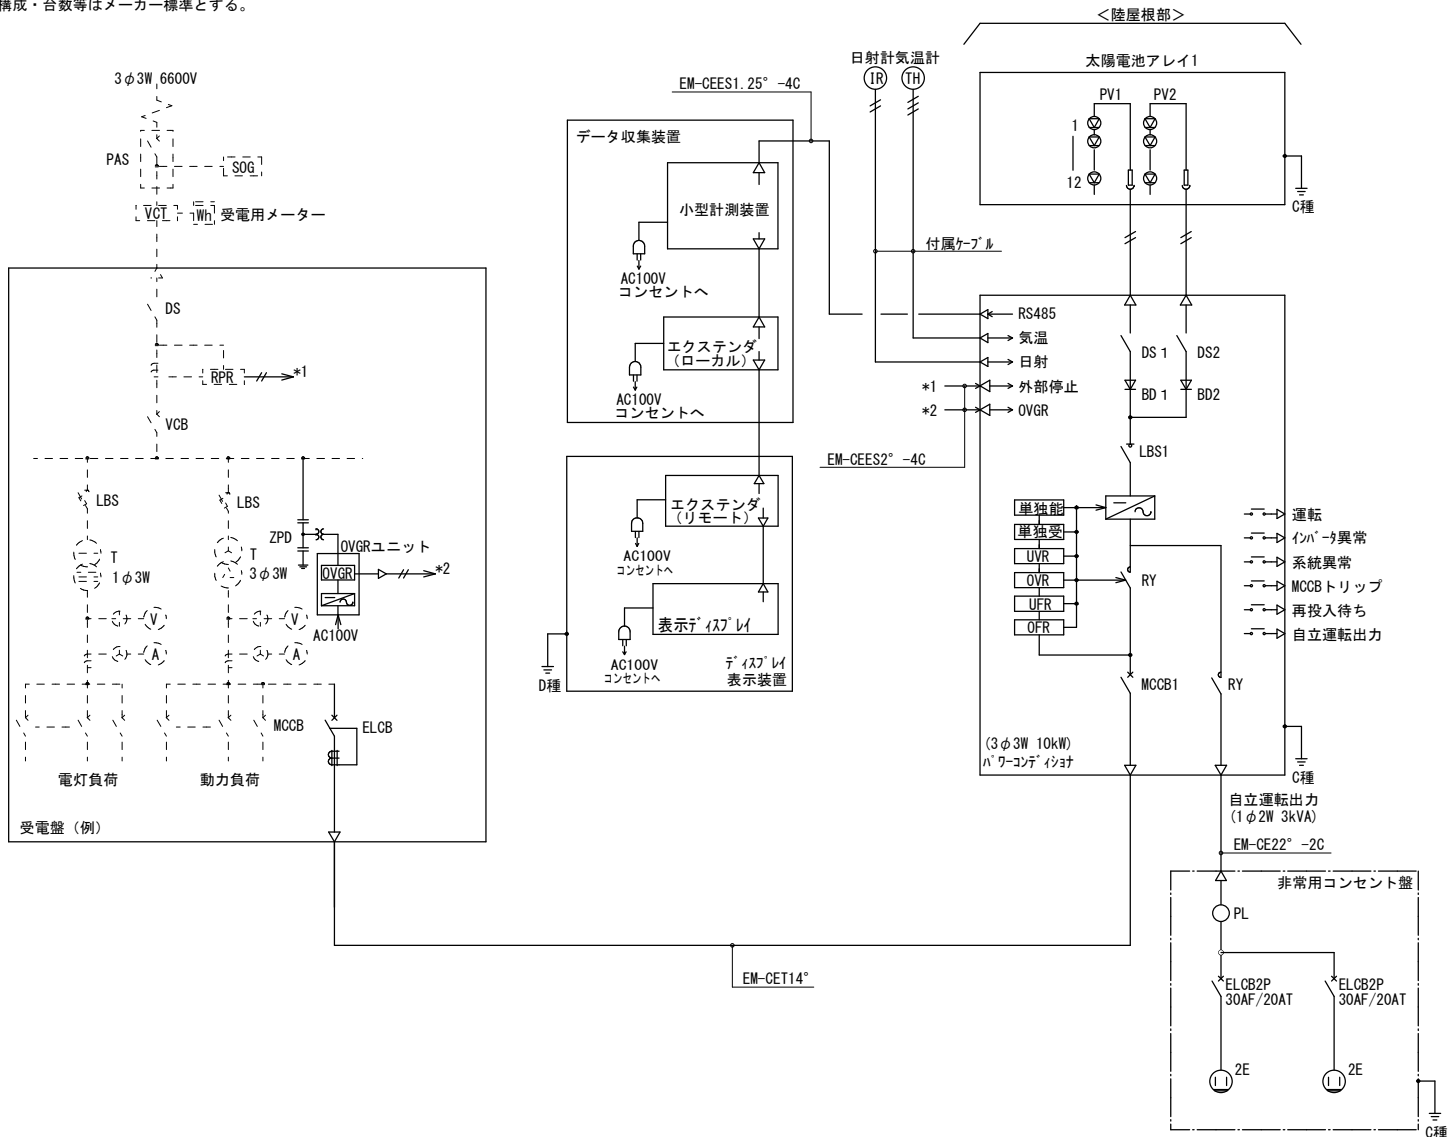 構成・台数等はメーカー標準とする。
3φ3W 6600V
PAS
SOG
VCT
Wh
受電用メーター
DS
RPR
*1
VCB
LBS
LBS
ZPD
OVGRユニット
OVGR
*2
T
1φ3W
T
3φ3W
AC100V
V
V
A
A
MCCB
ELCB
電灯負荷
動力負荷
受電盤（例）
EM-CET14°
データ収集装置
EM-CEES1.25° -4C
小型計測装置
AC100V
コンセントへ
エクステンダ
（ローカル）
AC100V
コンセントへ
エクステンダ
（リモート）
AC100V
コンセントへ
表示ディスプレイ
AC100V
コンセントへ
ディスプレイ
表示装置
D種
日射計
気温計
IR
TH
付属ケーブル
＜陸屋根部＞
太陽電池アレイ1
PV1
PV2
1
12
C種
RS485
気温
日射
*1
外部停止
*2
OVGR
EM-CEES2° -4C
DS 1
DS2
BD 1
BD2
LBS1
単独能
単独受
UVR
OVR
UFR
OFR
RY
MCCB1
RY
運転
インバータ異常
系統異常
MCCBトリップ
再投入待ち
自立運転出力
(3φ3W 10kW)
パワーコンディショナ
C種
自立運転出力
(1φ2W 3kVA)
EM-CE22° -2C
非常用コンセント盤
PL
ELCB2P
30AF/20AT
ELCB2P
30AF/20AT
2E
2E
C種